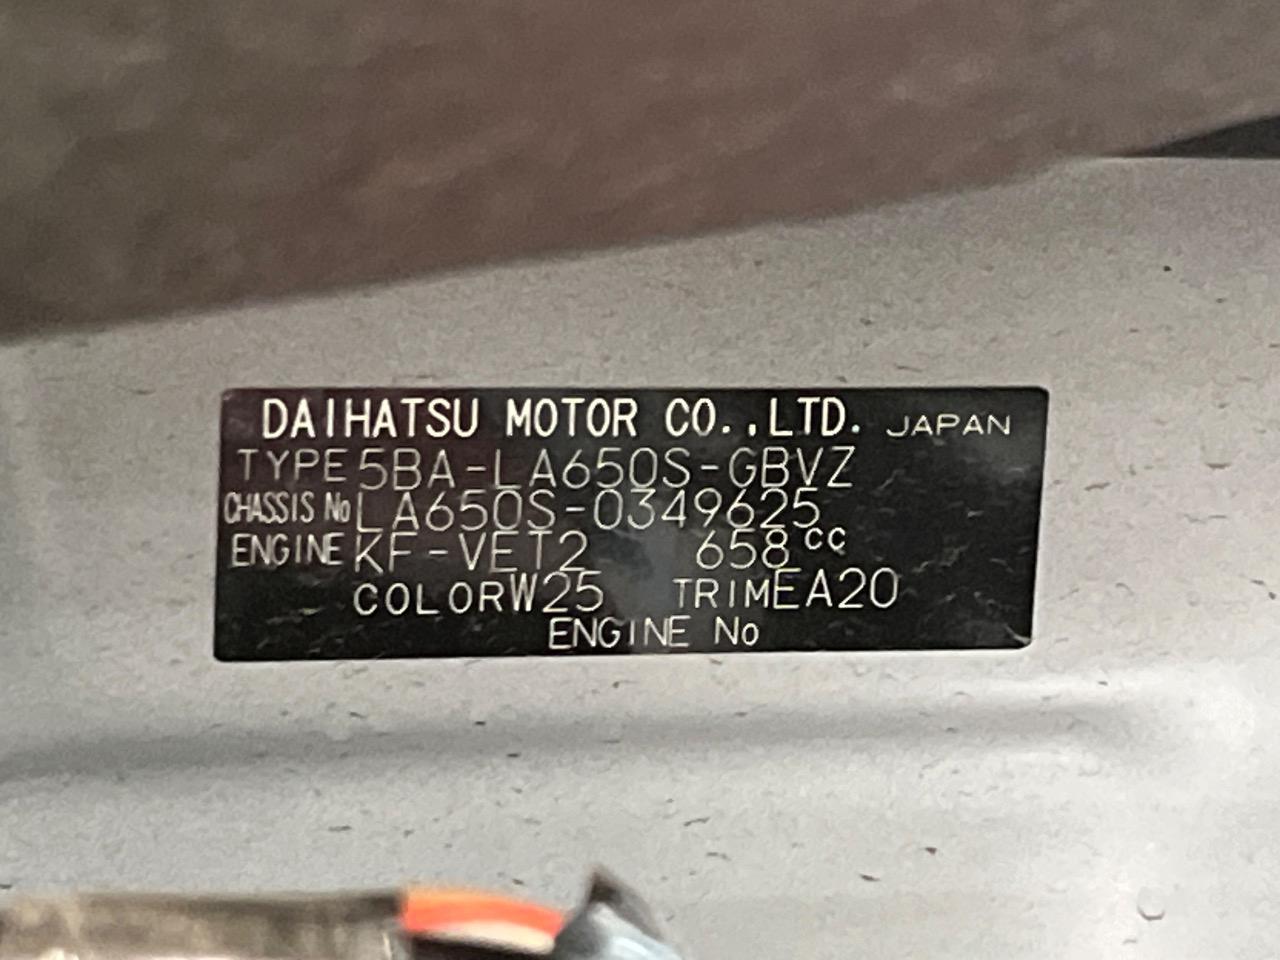 DAIHATSU MOTOR CO.,LTD. JAPAN
TYPE 5BA-LA650S-GBVZ
CHASSIS No LA650S-0349625
ENGINE KF-VET2 658cc
COLOR W25 TRIM EA20
ENGINE No